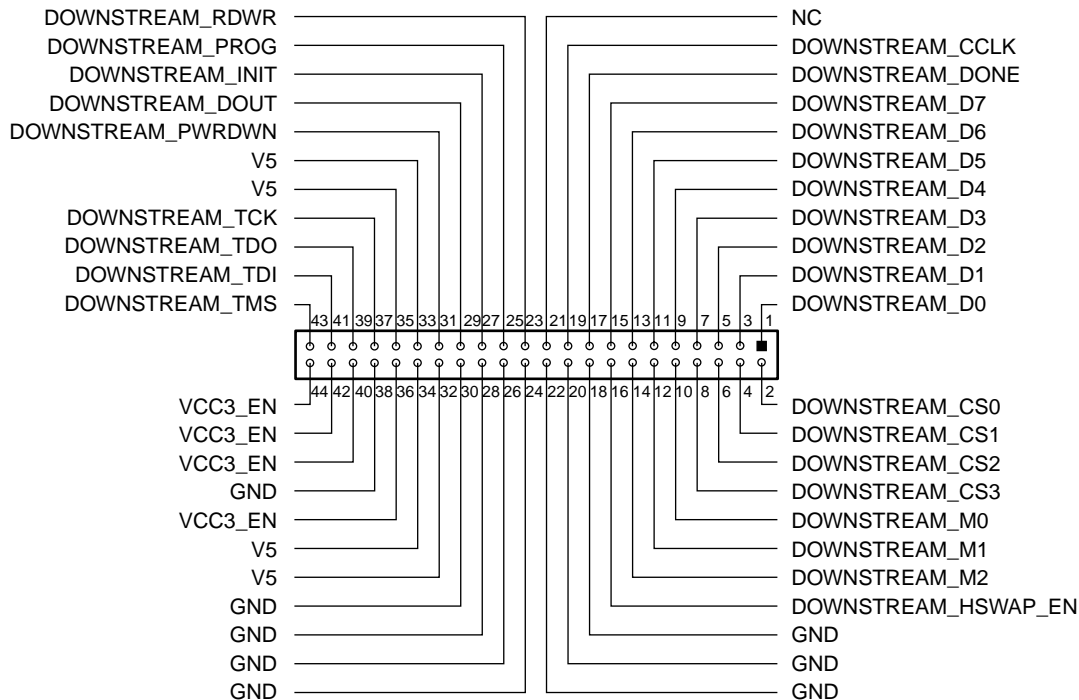 DOWNSTREAM_RDWR
DOWNSTREAM_PROG
DOWNSTREAM_INIT
DOWNSTREAM_DOUT
DOWNSTREAM_PWRDWN
V5
V5
DOWNSTREAM_TCK
DOWNSTREAM_TDO
DOWNSTREAM_TDI
DOWNSTREAM_TMS
NC
DOWNSTREAM_CCLK
DOWNSTREAM_DONE
DOWNSTREAM_D7
DOWNSTREAM_D6
DOWNSTREAM_D5
DOWNSTREAM_D4
DOWNSTREAM_D3
DOWNSTREAM_D2
DOWNSTREAM_D1
DOWNSTREAM_D0
43 41 39 37 35 33 31 29 27 25 23 21 19 17 15 13 11 9 7 5 3 1
44 42 40 38 36 34 32 30 28 26 24 22 20 18 16 14 12 10 8 6 4 2
VCC3_EN
VCC3_EN
VCC3_EN
GND
VCC3_EN
V5
V5
GND
GND
GND
GND
DOWNSTREAM_CS0
DOWNSTREAM_CS1
DOWNSTREAM_CS2
DOWNSTREAM_CS3
DOWNSTREAM_M0
DOWNSTREAM_M1
DOWNSTREAM_M2
DOWNSTREAM_HSWAP_EN
GND
GND
GND